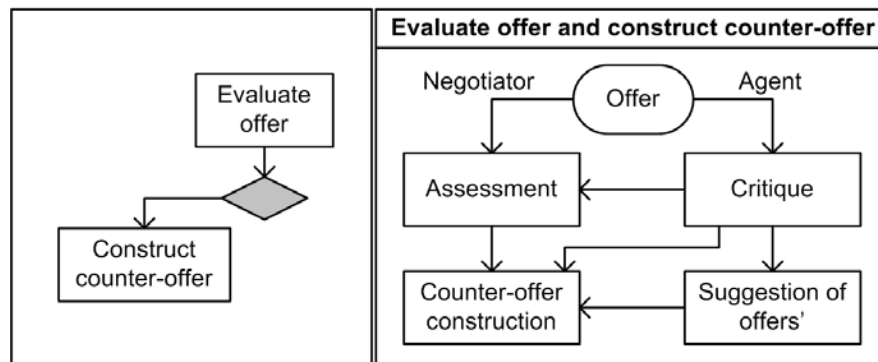 Evaluate
offer
Construct
counter-offer
Evaluate offer and construct counter-offer
Negotiator
Offer
Agent
Assessment
Critique
Counter-offer
construction
Suggestion of
offers’